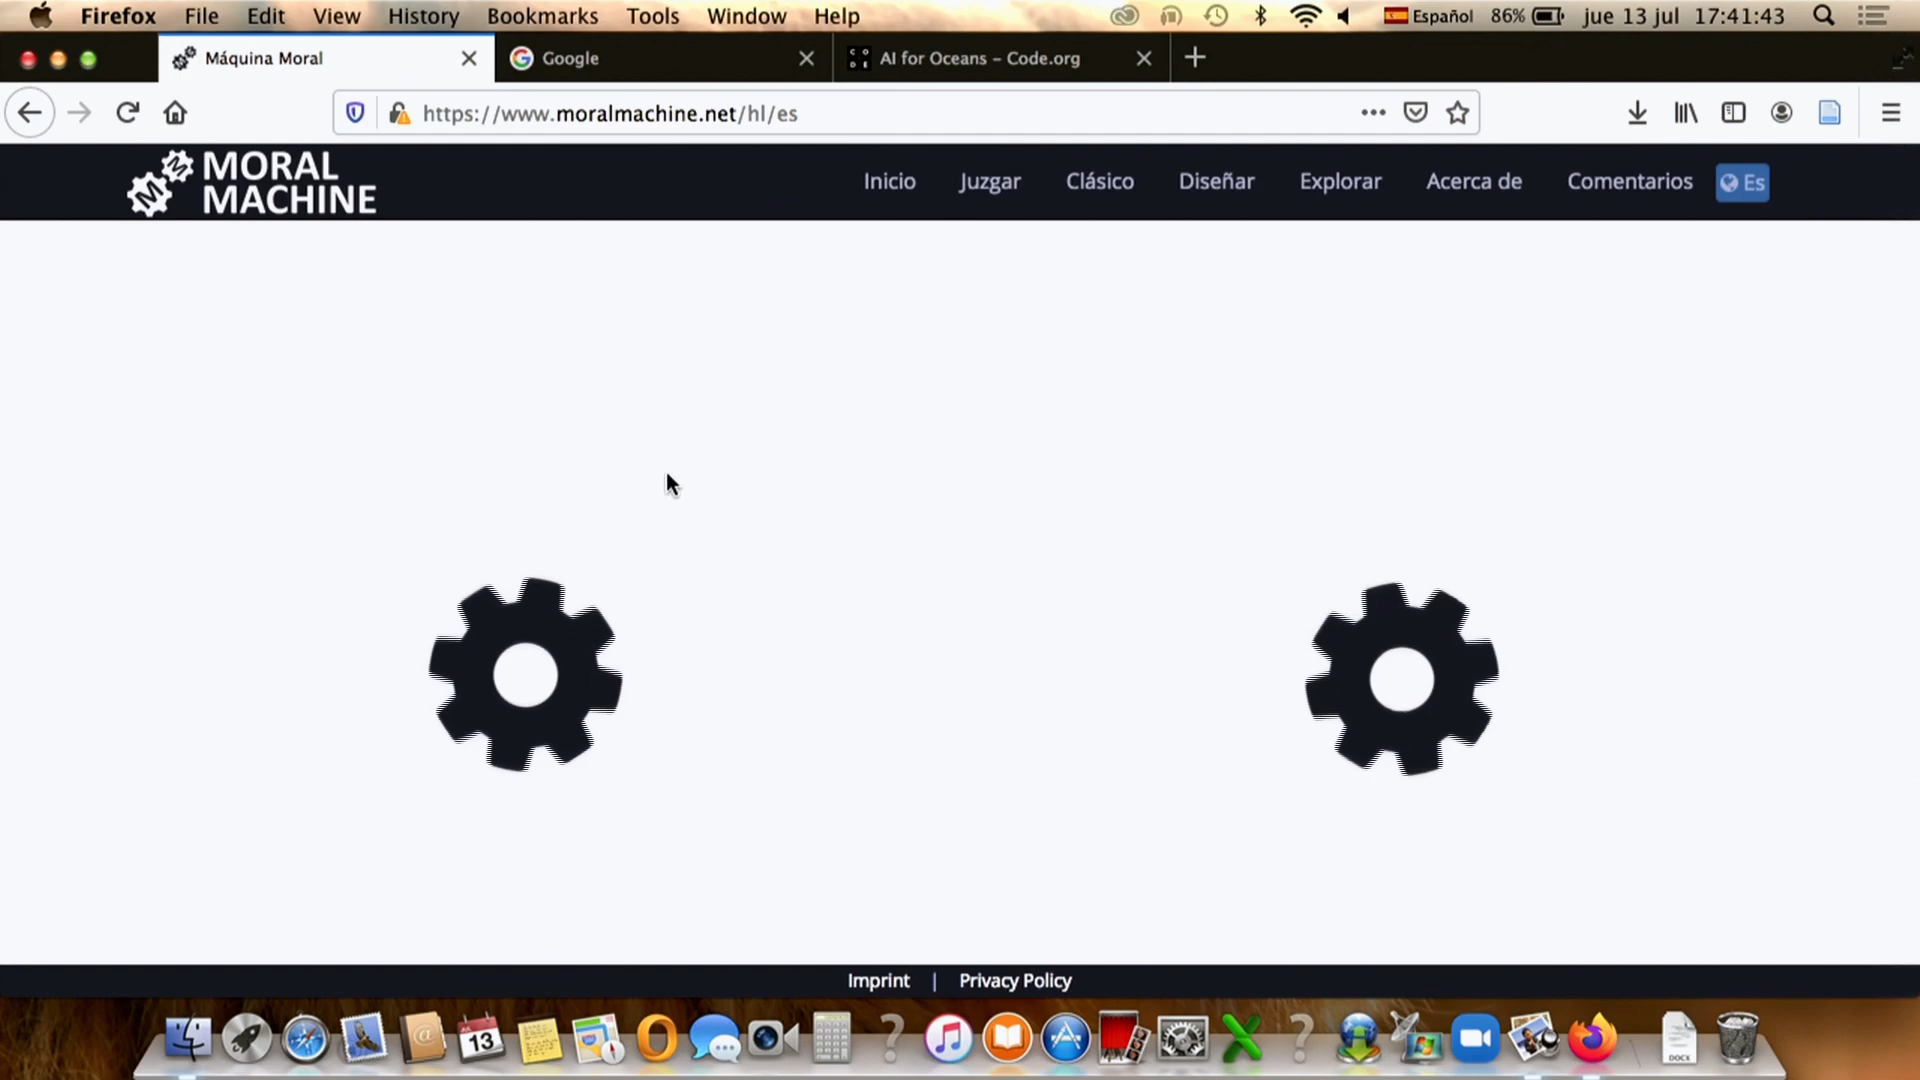 Firefox File Edit View History Bookmarks Tools Window Help Español 86% jue 13 jul 17:41:43
Máquina Moral Google AI for Oceans – Code.org
https://www.moralmachine.net/hl/es
MORAL
MACHINE
Inicio Juzgar Clásico Diseñar Explorar Acerca de Comentarios Es
Imprint | Privacy Policy
13
DOCX